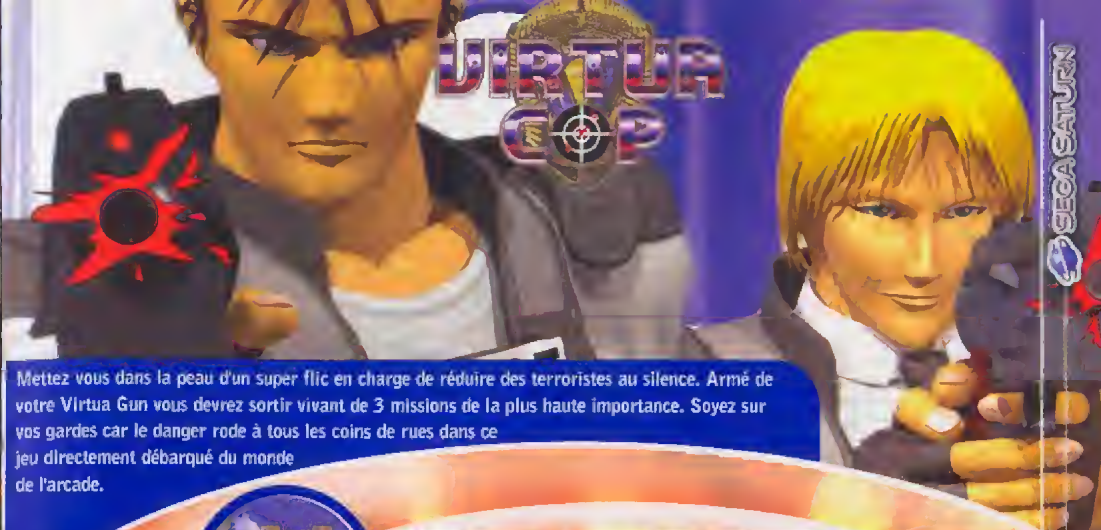 VIRTUA
COP
SEGA SATURN
Mettez vous dans la peau d'un super flic en charge de réduire des terroristes au silence. Armé de
votre Virtua Gun vous devrez sortir vivant de 3 missions de la plus haute importance. Soyez sur
vos gardes car le danger rode à tous les coins de rues dans ce
jeu directement débarqué du monde
de l'arcade.